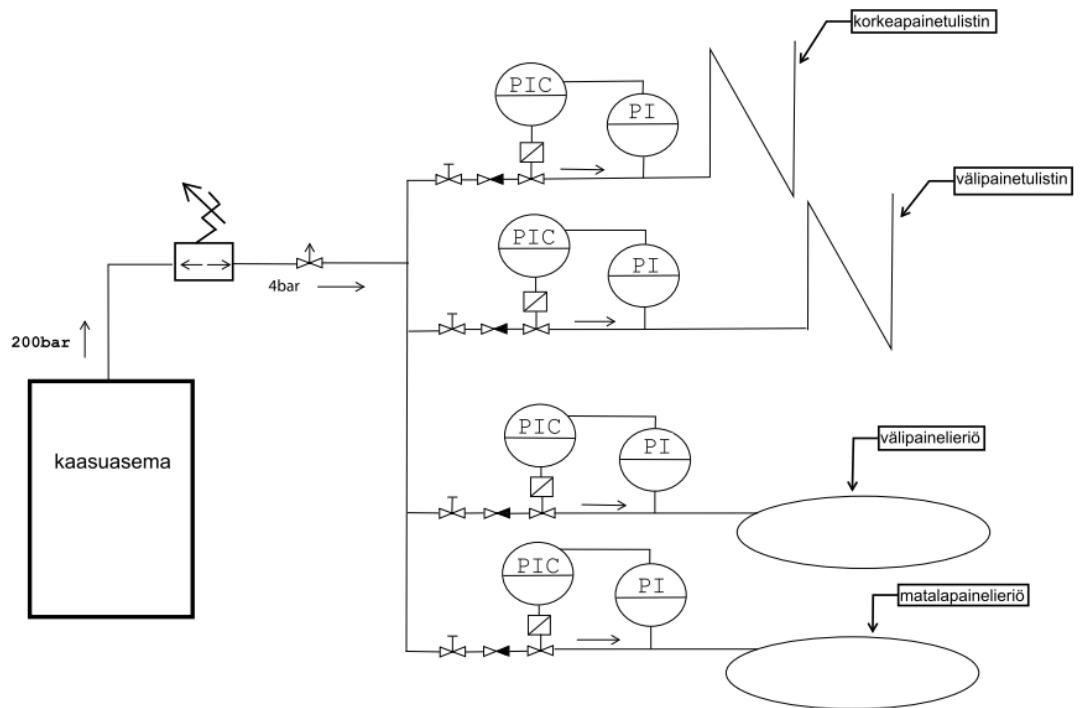 korkeapainetulistin
PIC
PI
välipainetulistin
PIC
PI
4bar
200bar
kaasuasema
PIC
PI
välipainelieriö
PIC
PI
matalapainelieriö